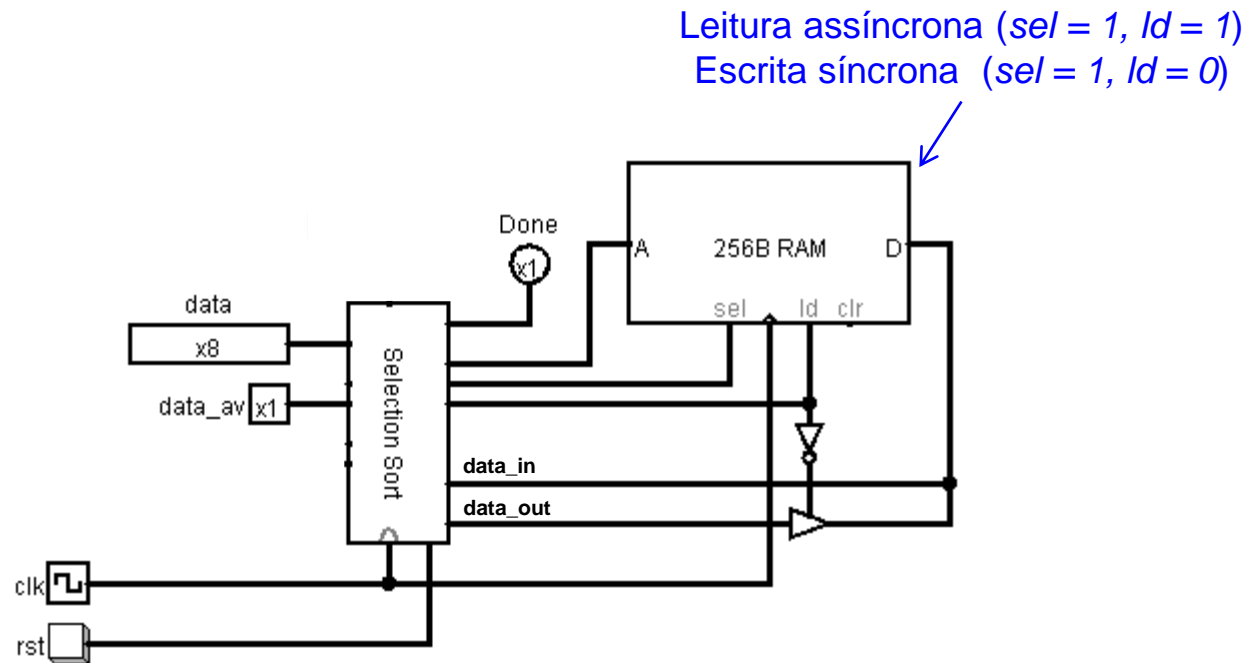 Leitura assíncrona (sel = 1, ld = 1)
Escrita síncrona (sel = 1, ld = 0)
Done
x1
A
256B RAM
D
sel
ld
clr
data
x8
data_av
x1
Selection Sort
data_in
data_out
clk
rst